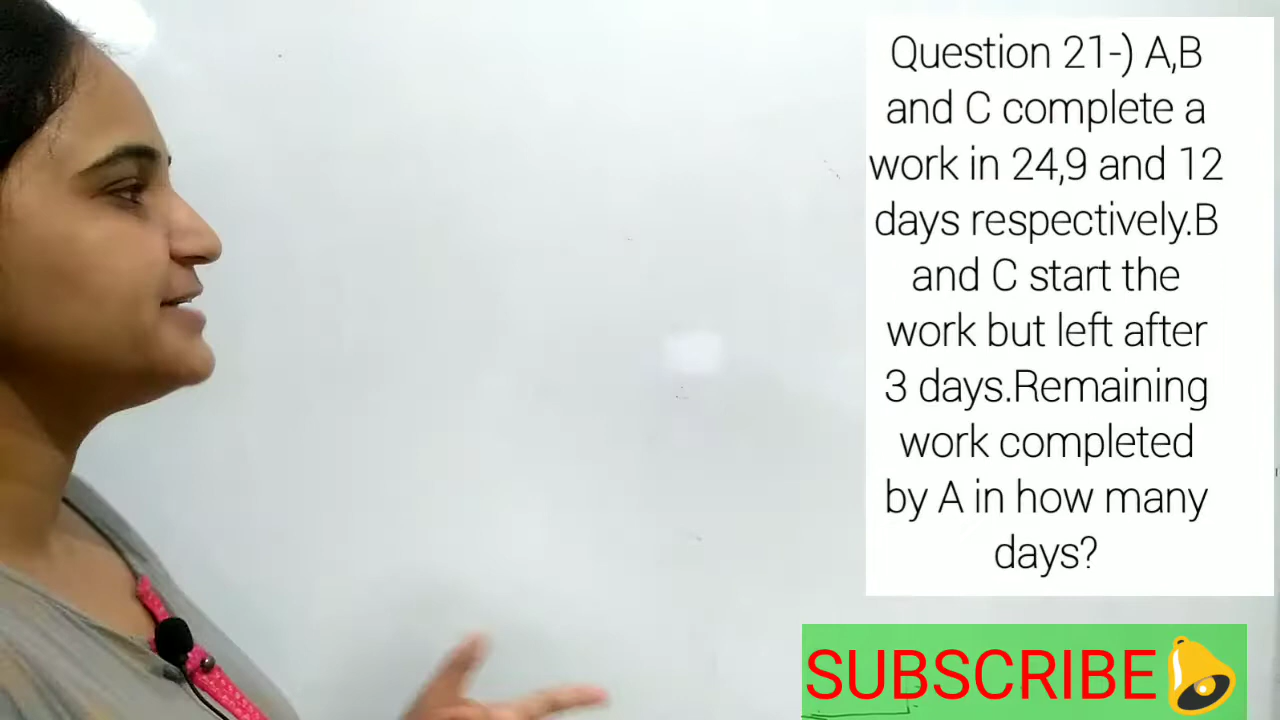 Question 21-) A,B
and C complete a
work in 24,9 and 12
days respectively.B
and C start the
work but left after
3 days.Remaining
work completed
by A in how many
days?
SUBSCRIBE